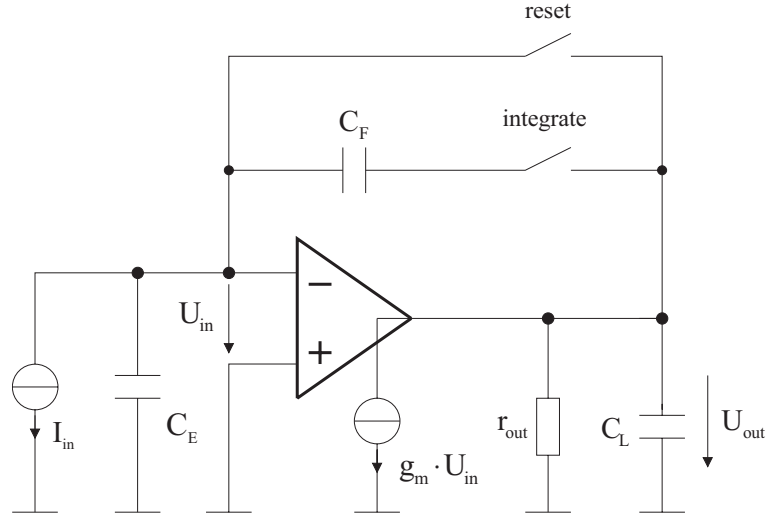 reset
C_F
integrate
U_in
−
+
I_in
C_E
g_m · U_in
r_out
C_L
U_out